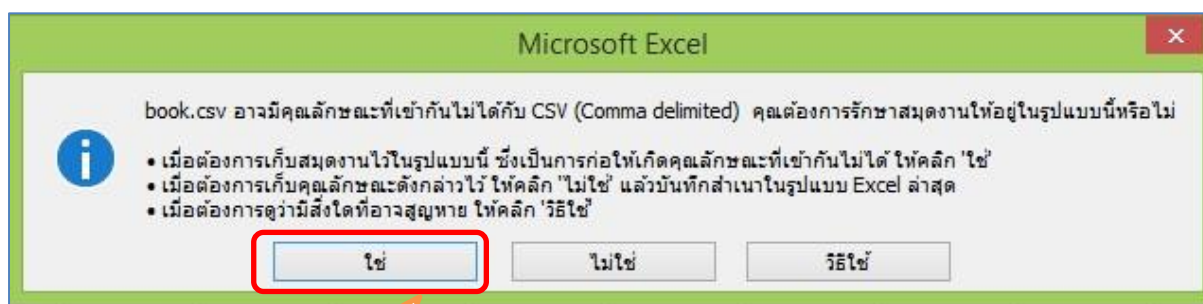 Microsoft Excel
book.csv อาจมีคุณลักษณะที่เข้ากันไม่ได้กับ CSV (Comma delimited) คุณต้องการรักษาสมุดงานให้อยู่ในรูปแบบนี้หรือไม่
• เมื่อต้องการเก็บสมุดงานไว้ในรูปแบบนี้ ซึ่งเป็นการก่อให้เกิดคุณลักษณะที่เข้ากันไม่ได้ ให้คลิก 'ใช่'
• เมื่อต้องการเก็บคุณลักษณะดังกล่าวไว้ ให้คลิก 'ไม่ใช่' แล้วบันทึกสำเนาในรูปแบบ Excel ล่าสุด
• เมื่อต้องการดูว่ามีสิ่งใดที่อาจสูญหาย ให้คลิก 'วิธีใช้'
ใช่ ไม่ใช่ วิธีใช้